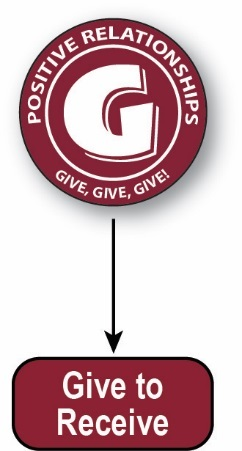 POSITIVE RELATIONSHIPS
G
GIVE, GIVE, GIVE!
Give to
Receive